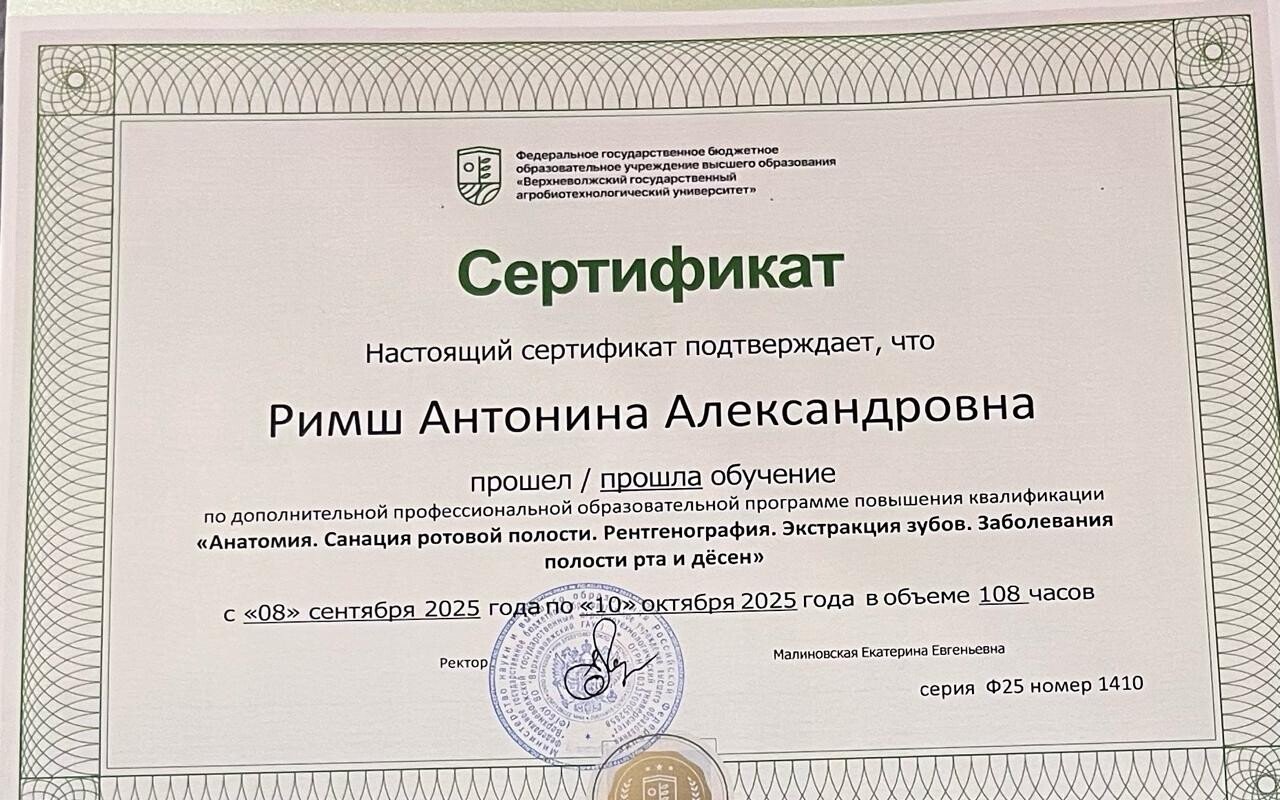 Федеральное государственное бюджетное
образовательное учреждение высшего образования
«Верхневолжский государственный
агробиотехнологический университет»
Сертификат
Настоящий сертификат подтверждает, что
Римш Антонина Александровна
прошел / прошла обучение
по дополнительной профессиональной образовательной программе повышения квалификации
«Анатомия. Санация ротовой полости. Рентгенография. Экстракция зубов. Заболевания
полости рта и дёсен»
с «08» сентября 2025 года по «10» октября 2025 года в объеме 108 часов
Ректор
Малиновская Екатерина Евгеньевна
серия Ф25 номер 1410